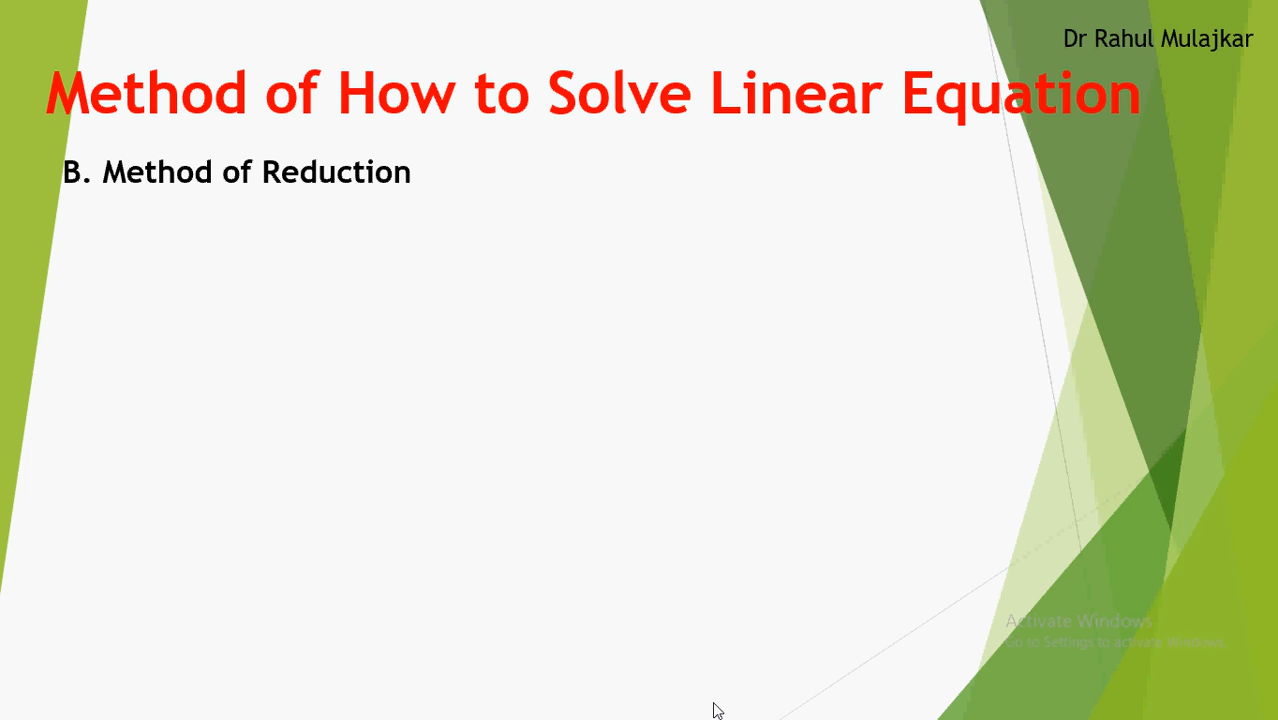 Dr Rahul Mulajkar
Method of How to Solve Linear Equation
B. Method of Reduction
Activate Windows
Go to Settings to activate Windows.